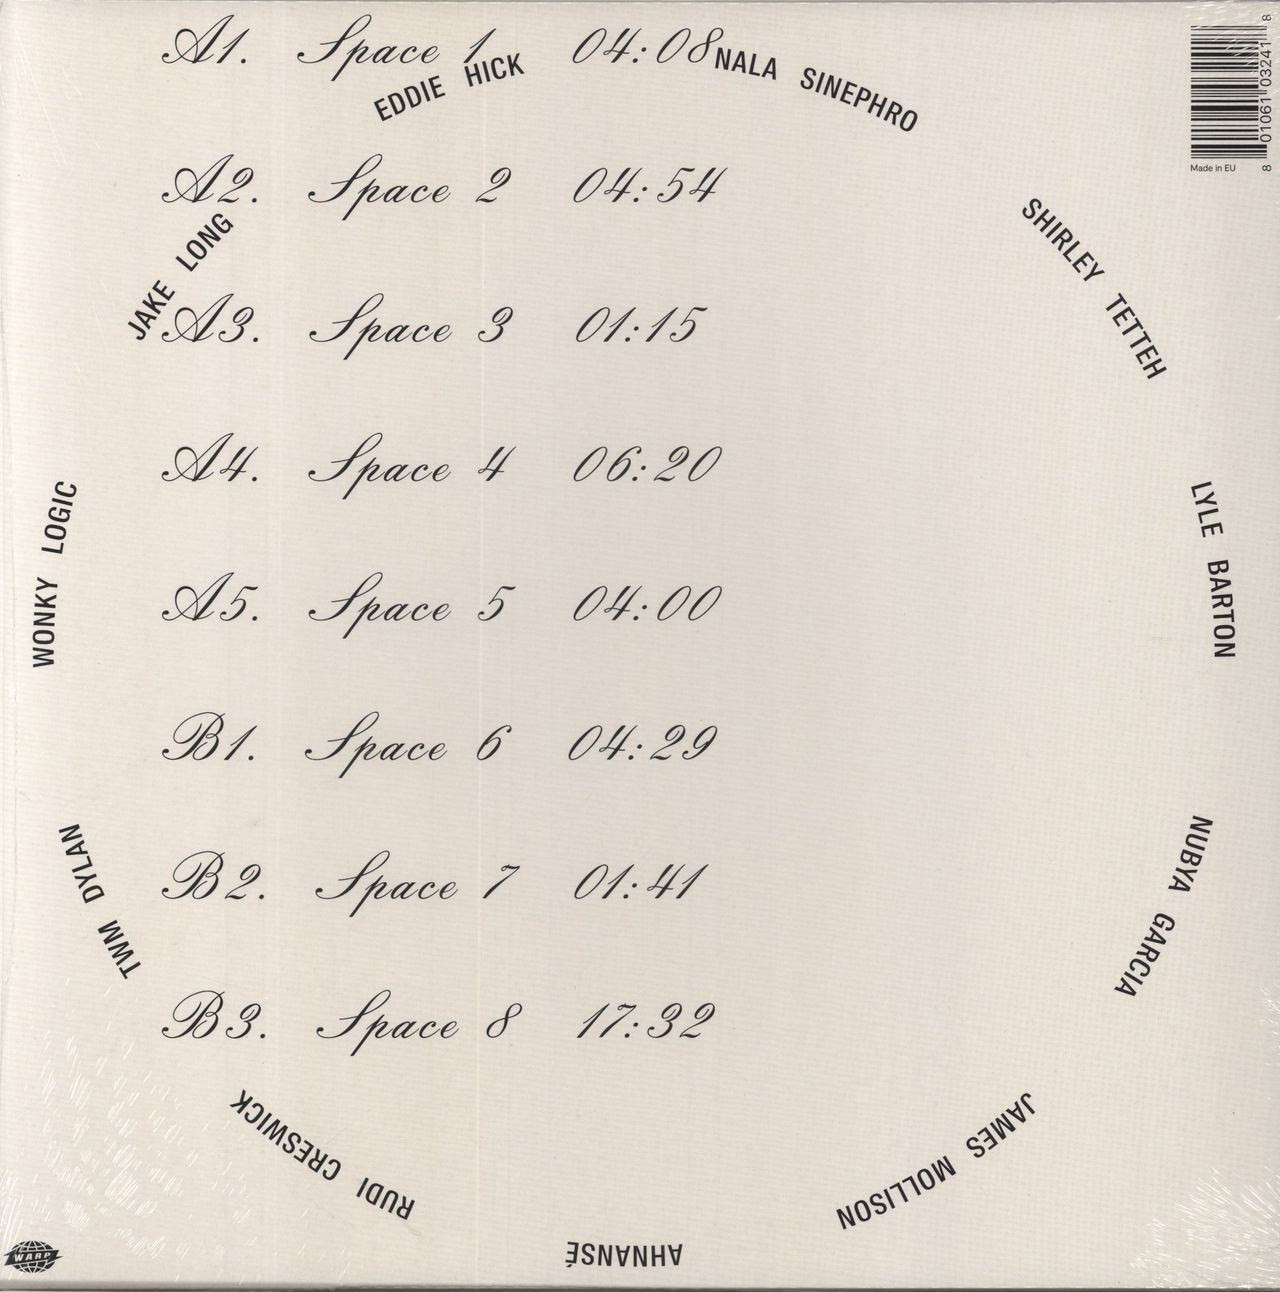 A1. Space 1 04:08
A2. Space 2 04:54
A3. Space 3 01:15
A4. Space 4 06:20
A5. Space 5 04:00
B1. Space 6 04:29
B2. Space 7 01:41
B3. Space 8 17:32
NALA SINEPHRO
SHIRLEY TETTEH
LYLE BARTON
NUBYA GARCIA
JAMES MOLLISON
AHNANSÉ
RUDI CRESWICK
TWM DYLAN
WONKY LOGIC
JAKE LONG
EDDIE HICK
8 01061 03241 8
Made in EU
WARP